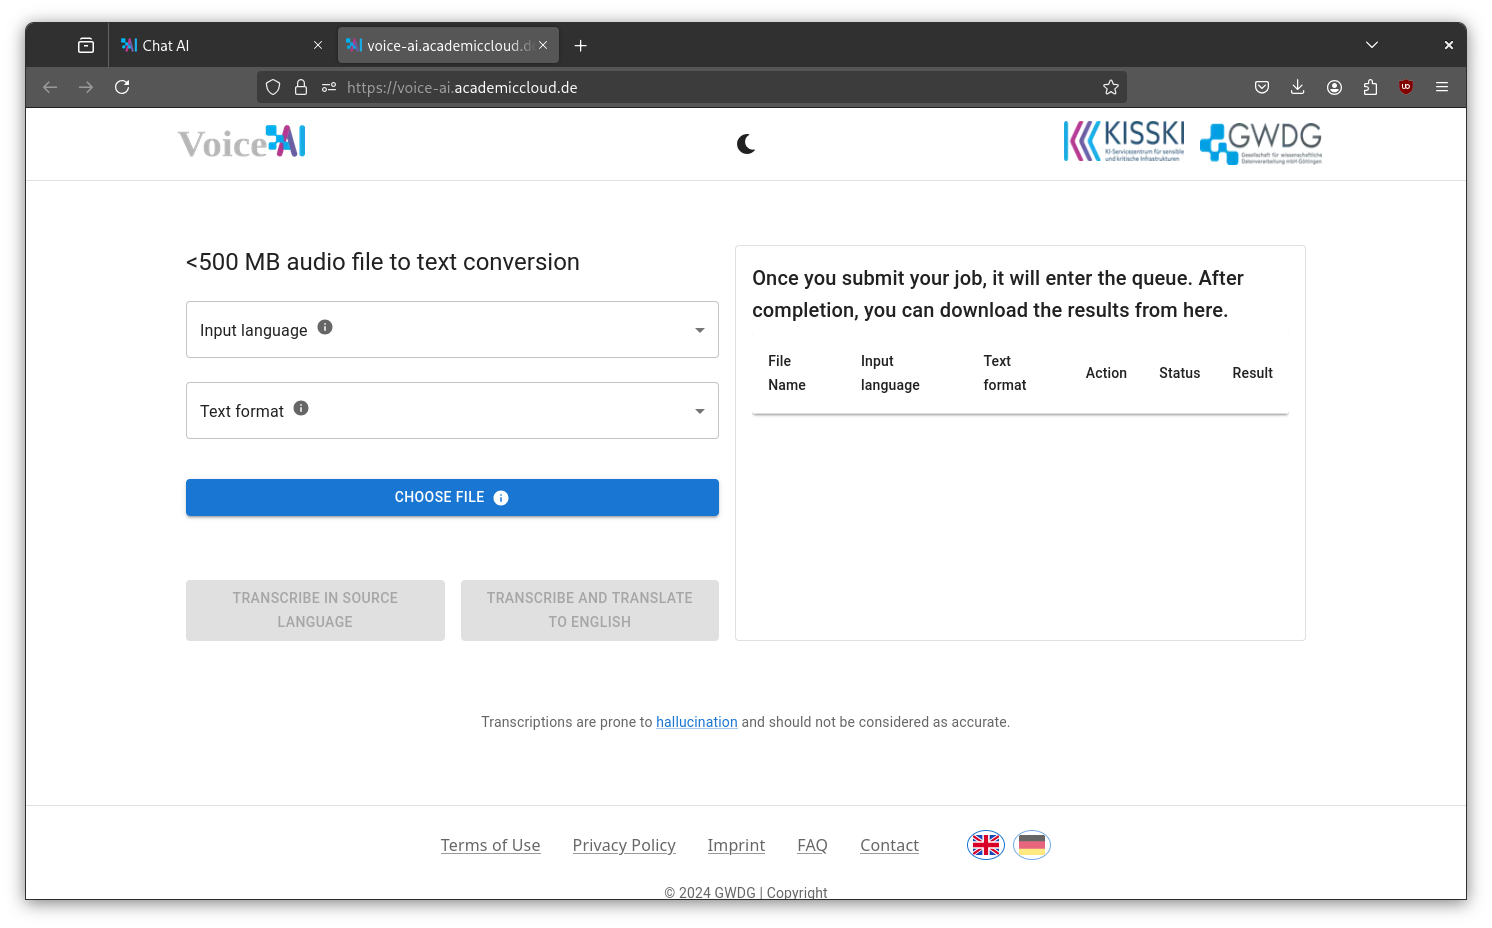 Chat AI
voice-ai.academiccloud.d
https://voice-ai.academiccloud.de
Voice AI
KISSKI
KI-Servicezentrum für sensible
und kritische Infrastrukturen
GWDG
Gesellschaft für wissenschaftliche
Datenverarbeitung mbH Göttingen
<500 MB audio file to text conversion
Input language
Text format
CHOOSE FILE
TRANSCRIBE IN SOURCE
LANGUAGE
TRANSCRIBE AND TRANSLATE
TO ENGLISH
Once you submit your job, it will enter the queue. After
completion, you can download the results from here.
File Name
Input language
Text format
Action
Status
Result
Transcriptions are prone to hallucination and should not be considered as accurate.
Terms of Use Privacy Policy Imprint FAQ Contact
© 2024 GWDG | Copyright